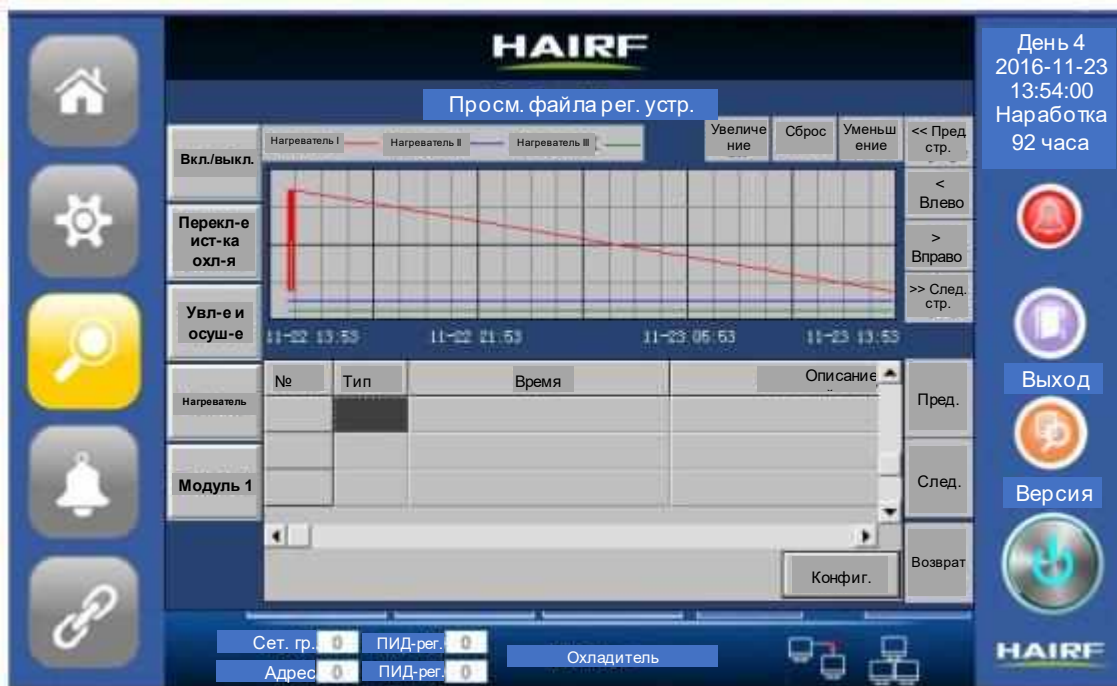 HAIRF
День 4
2016-11-23
13:54:00
Наработка
92 часа
Просм. файла рег. устр.
Вкл./выкл.
Нагреватель I
Нагреватель II
Нагреватель III
Увеличе
ние
Сброс
Уменьш
ение
<< Пред
стр.
<
Влево
>
Вправо
>> След.
стр.
Перекл-е
ист-ка
охл-я
Увл-е и
осуш-е
11-22 13:53
11-22 21:53
11-23 05:53
11-23 13:53
Нагреватель
Модуль 1
№
Тип
Время
Описание
Пред.
След.
Возврат
Конфиг.
Выход
Версия
Сет. гр.
0
ПИД-рег.
0
Адрес
0
ПИД-рег.
0
Охладитель
HAIRF